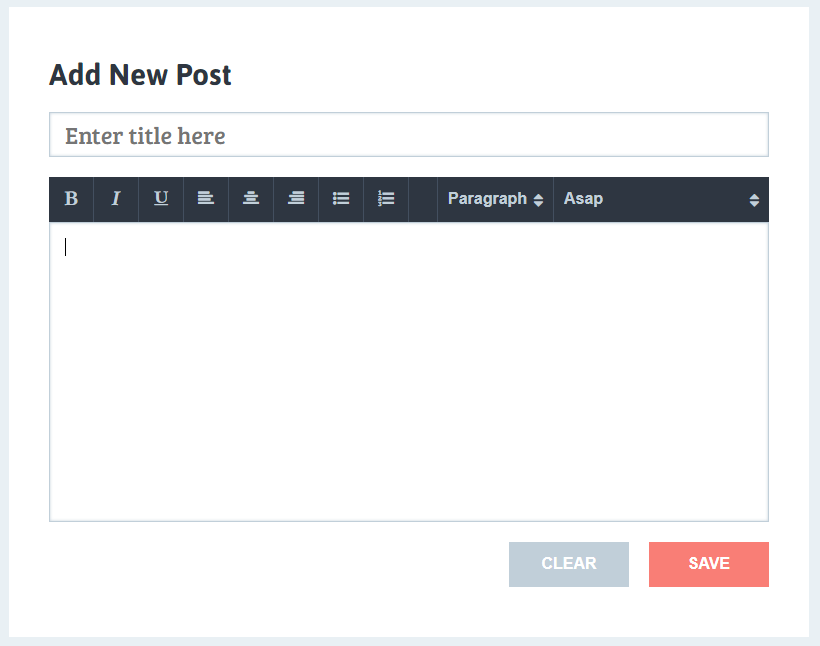 Add New Post
Enter title here
B I U Paragraph Asap
CLEAR SAVE